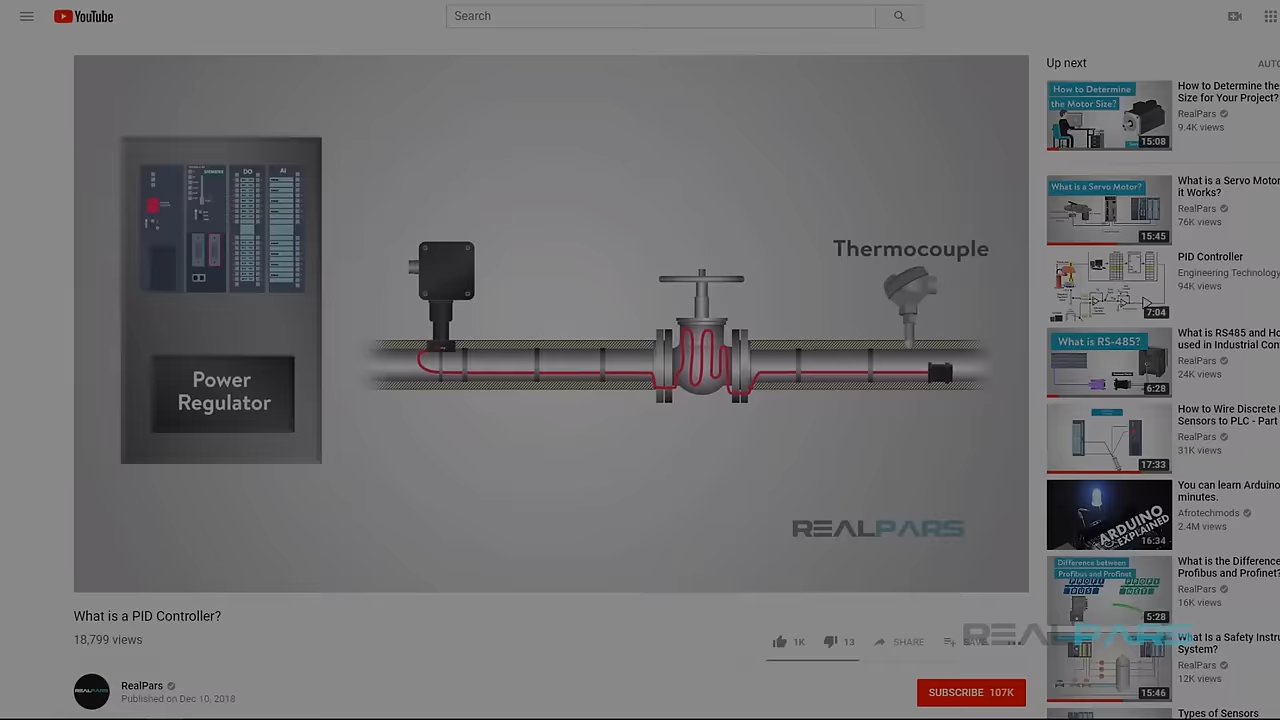 YouTube
Search
DO
AI
SIEMENS
Power
Regulator
Thermocouple
REALPARS
What is a PID Controller?
18,799 views
1K
13
SHARE
REALPARS
RealPars
Published on Dec 10, 2018
SUBSCRIBE 107K
REALPARS
Up next
AUTO
How to Determine
the Motor Size?
15:08
How to Determine the
Size for Your Project?
RealPars
9.4K views
What is a Servo Motor?
15:45
What is a Servo Motor
it Works?
RealPars
76K views
7:04
PID Controller
Engineering Technology
94K views
What is RS-485?
6:28
What is RS485 and Ho
used in Industrial Con
RealPars
24K views
17:33
How to Wire Discrete
Sensors to PLC - Part
RealPars
31K views
ARDUINO
EXPLAINED
16:34
You can learn Arduino
minutes.
Afrotechmods
2.4M views
Difference between
Profibus and Profinet
5:28
What is the Difference
Profibus and Profinet?
RealPars
16K views
15:46
What Is a Safety Instru
System?
RealPars
12K views
Types of Sensors